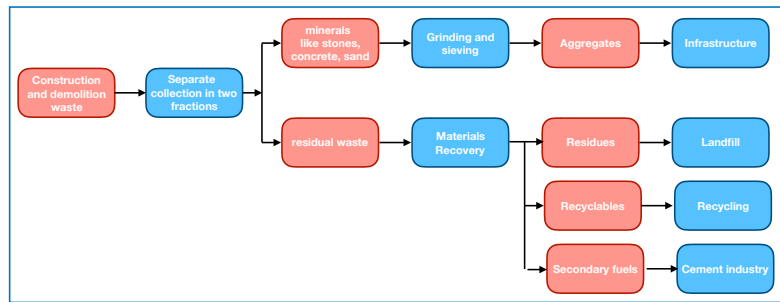 Construction
and demolition
waste
Separate
collection in two
fractions
minerals
like stones,
concrete, sand
Grinding and
sieving
Aggregates
Infrastructure
residual waste
Materials
Recovery
Residues
Landfill
Recyclables
Recycling
Secondary fuels
Cement industry